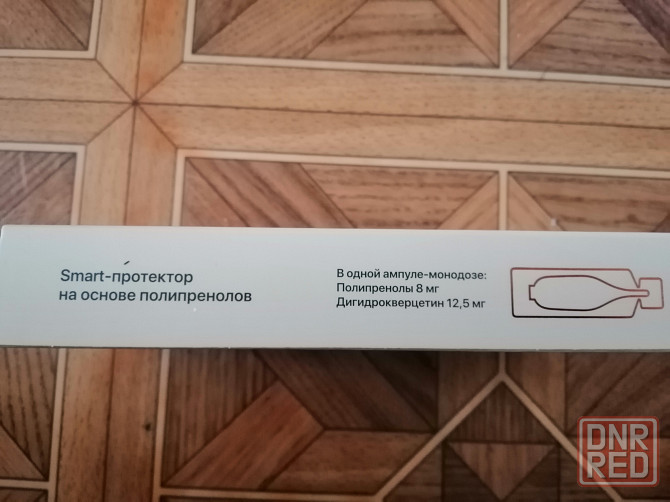 Smart-протектор
на основе полипренолов
В одной ампуле-монодозе:
Полипренолы 8 мг
Дигидрокверцетин 12,5 мг
DNR
RED